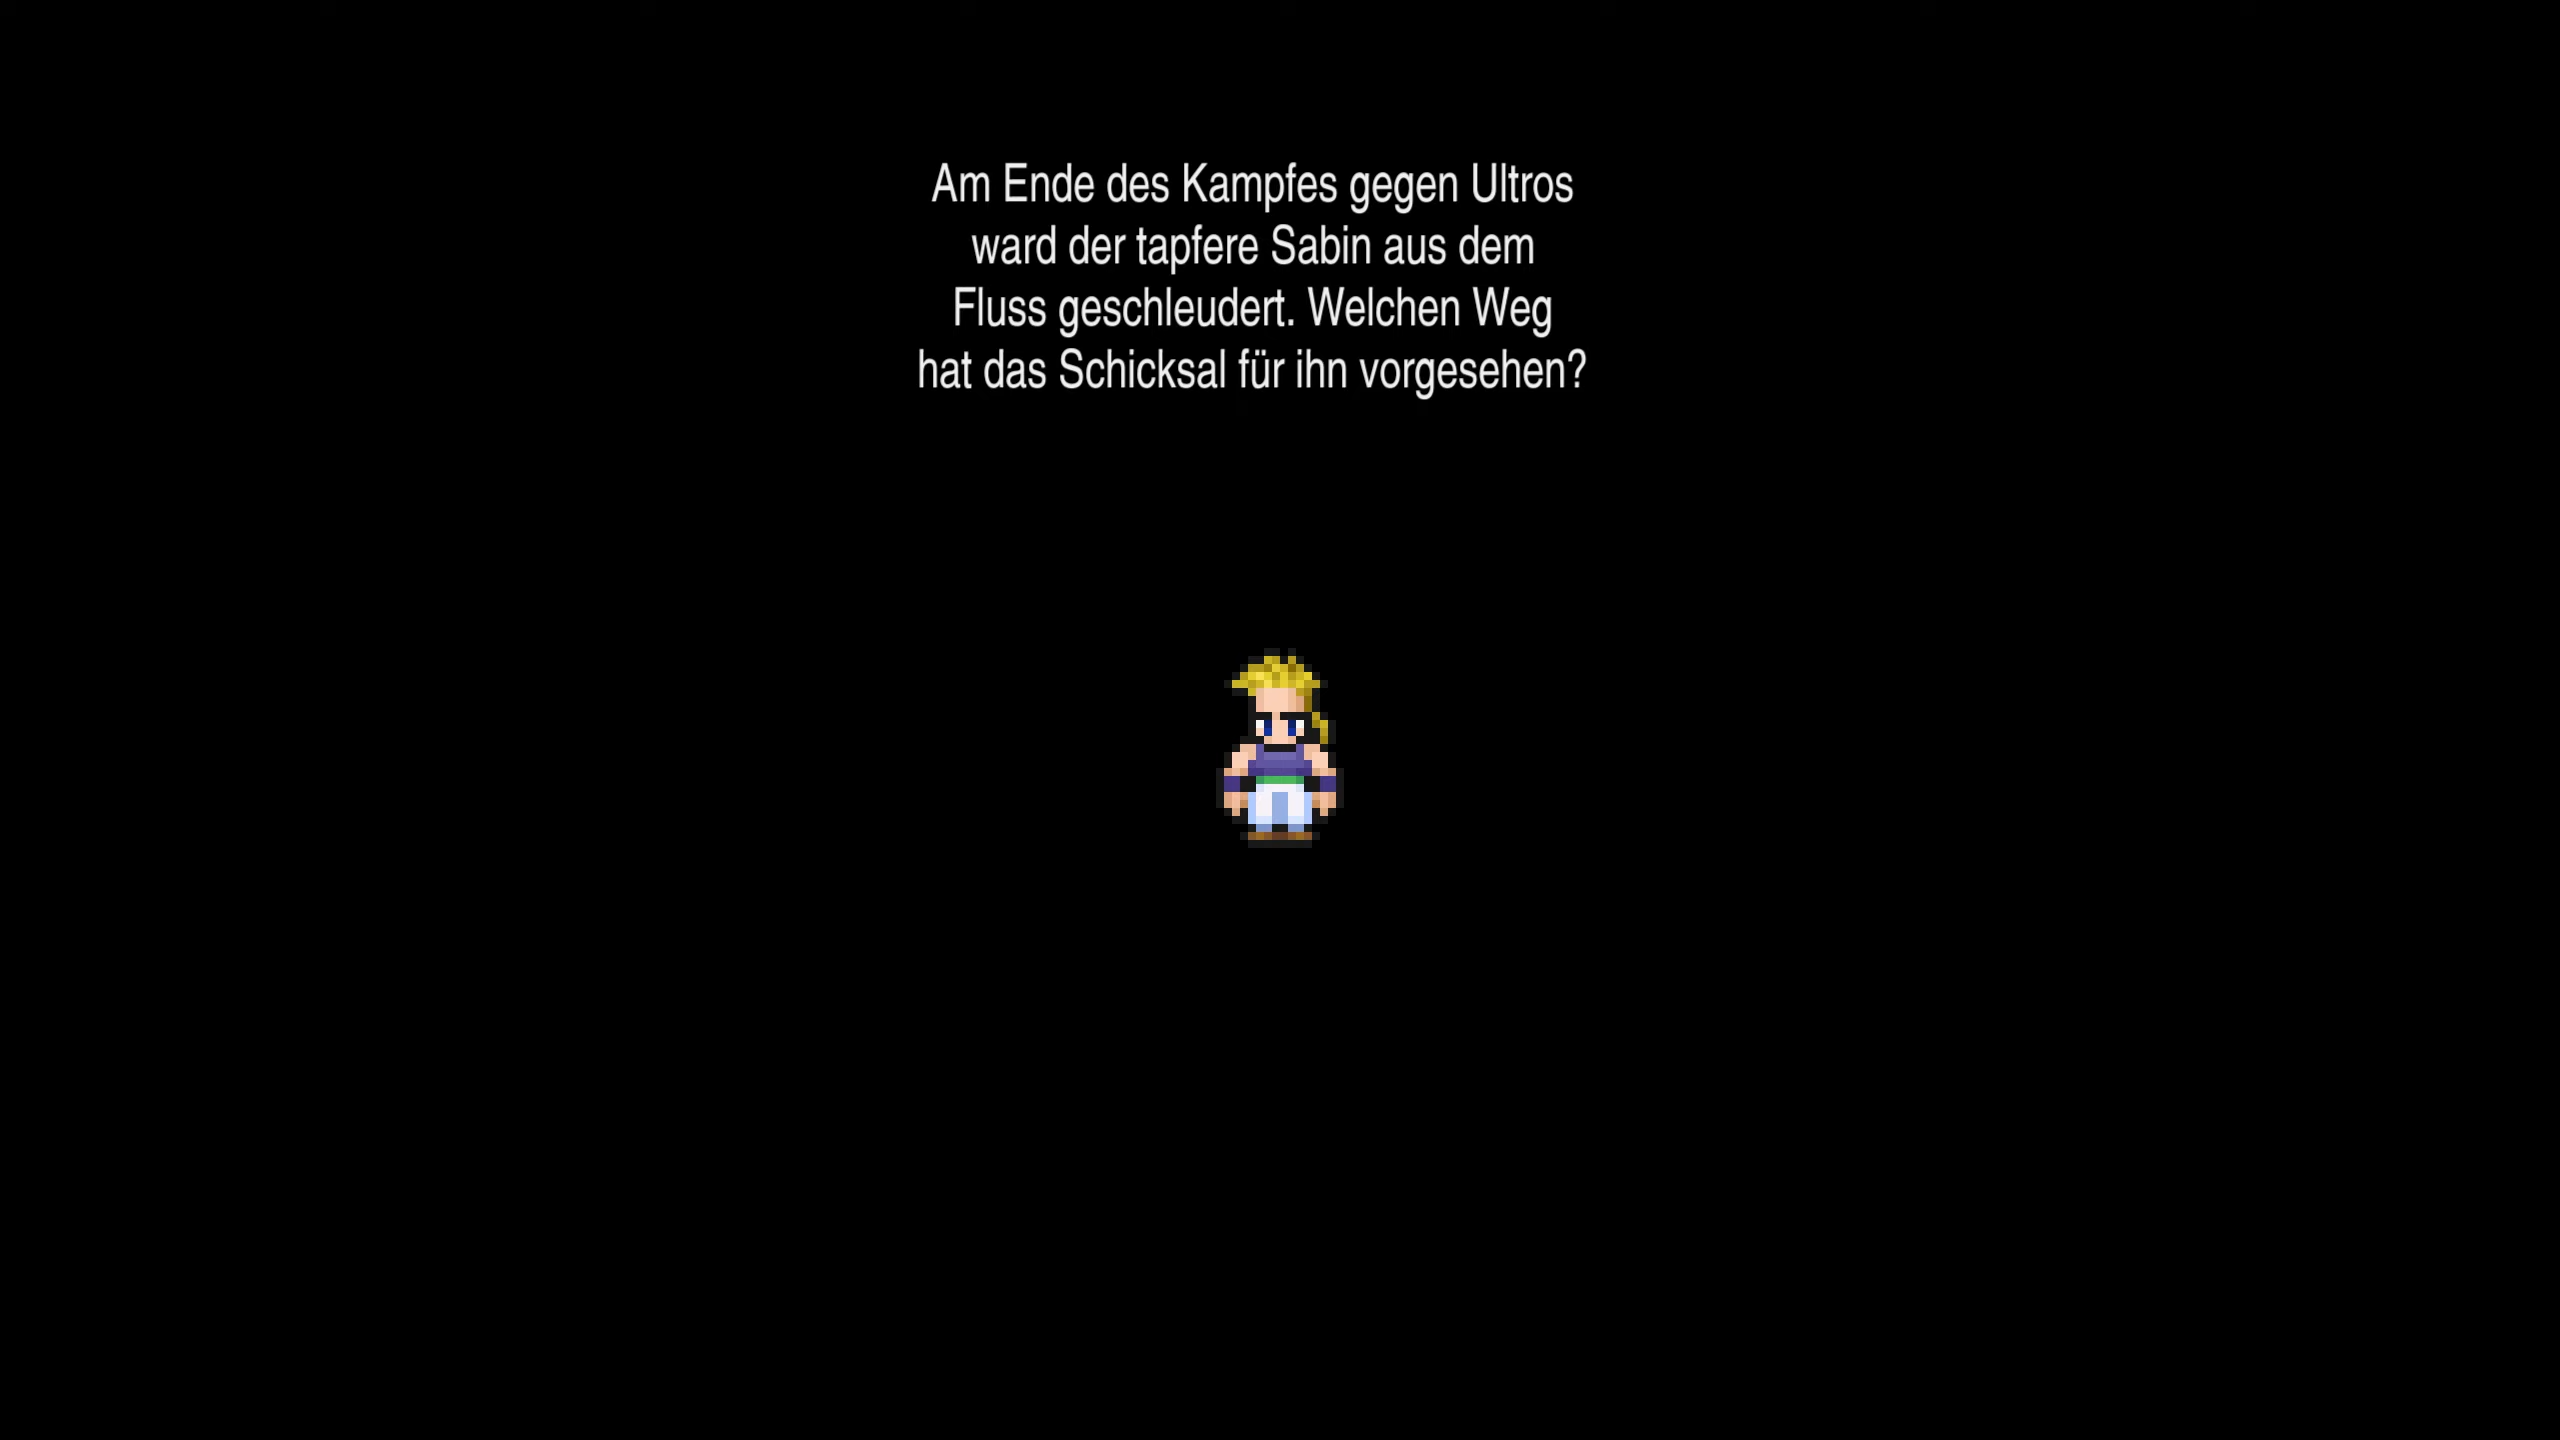 Am Ende des Kampfes gegen Ultros
ward der tapfere Sabin aus dem
Fluss geschleudert. Welchen Weg
hat das Schicksal für ihn vorgesehen?